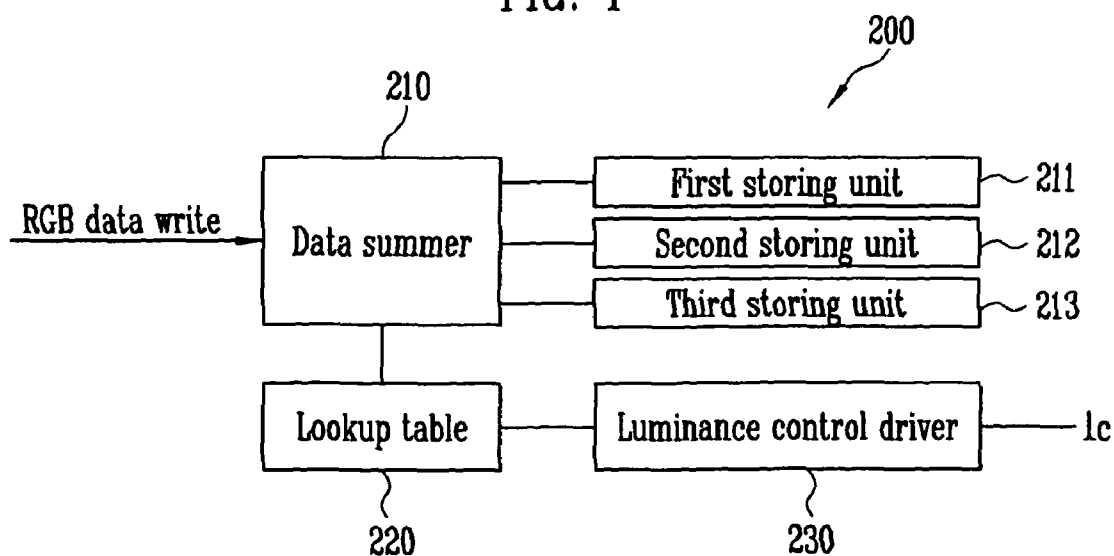 200
210
First storing unit
211
RGB data write
Data summer
Second storing unit
212
Third storing unit
213
Lookup table
Luminance control driver
lc
220
230